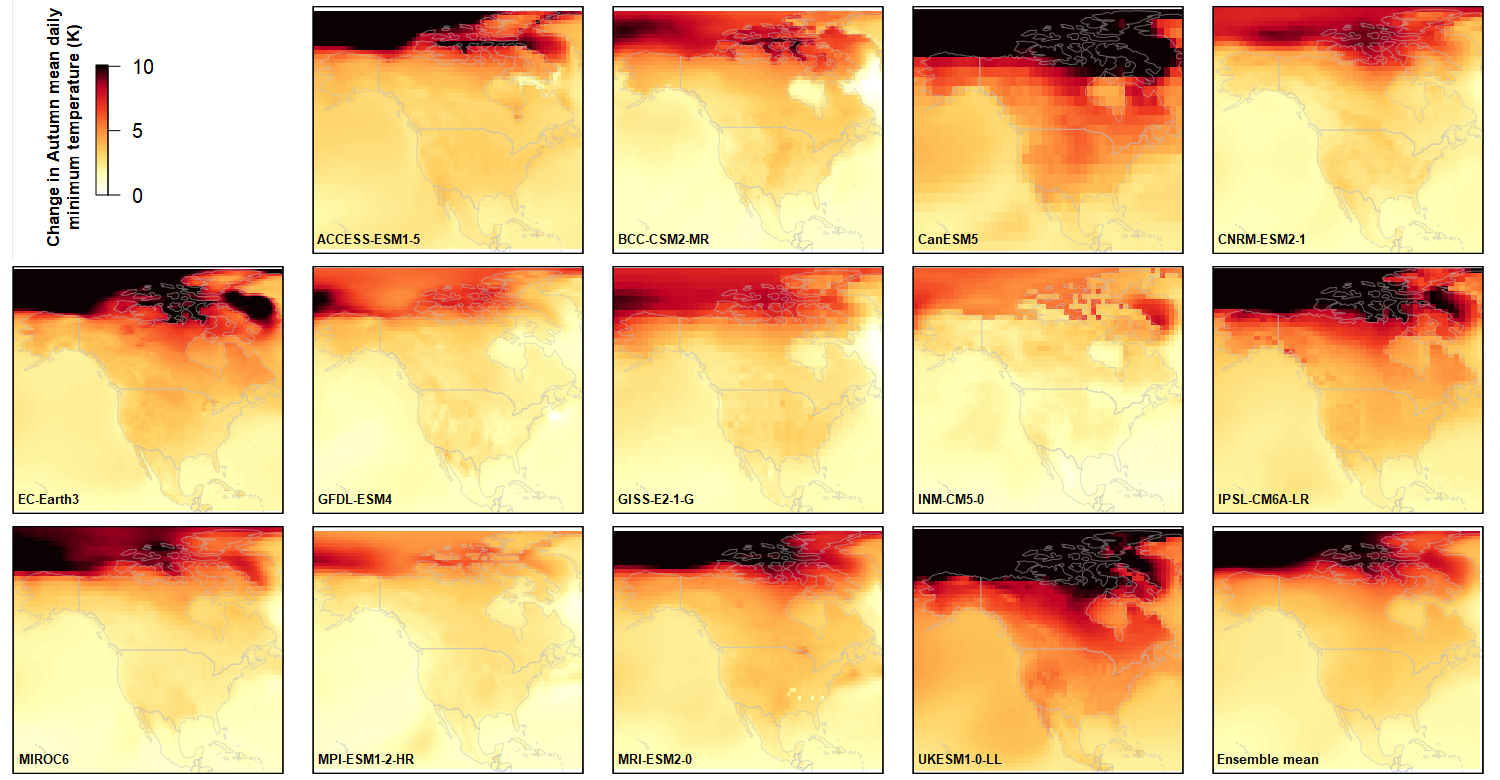 Change in Autumn mean daily
minimum temperature (K)
10
5
0
ACCESS-ESM1-5
BCC-CSM2-MR
CanESM5
CNRM-ESM2-1
EC-Earth3
GFDL-ESM4
GISS-E2-1-G
INM-CM5-0
IPSL-CM6A-LR
MIROC6
MPI-ESM1-2-HR
MRI-ESM2-0
UKESM1-0-LL
Ensemble mean